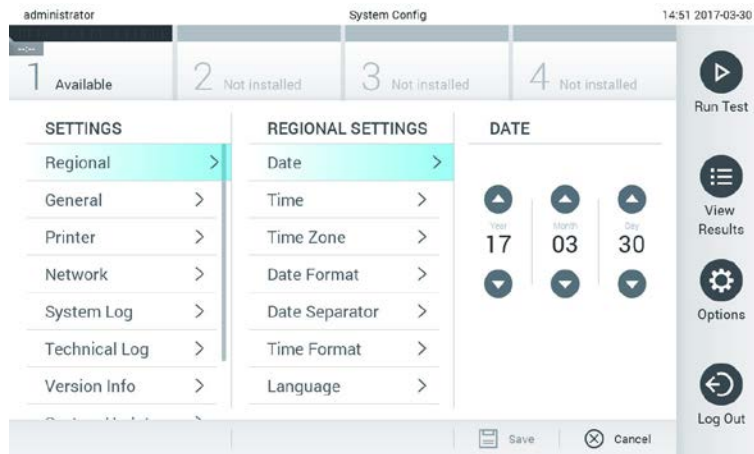 administrator
System Config
14:51 2017-03-30
--:--
1 Available
2 Not installed
3 Not installed
4 Not installed
Run Test
SETTINGS
Regional
General
Printer
Network
System Log
Technical Log
Version Info
REGIONAL SETTINGS
Date
Time
Time Zone
Date Format
Date Separator
Time Format
Language
DATE
Year
Month
Day
17
03
30
View
Results
Options
Log Out
Save
Cancel